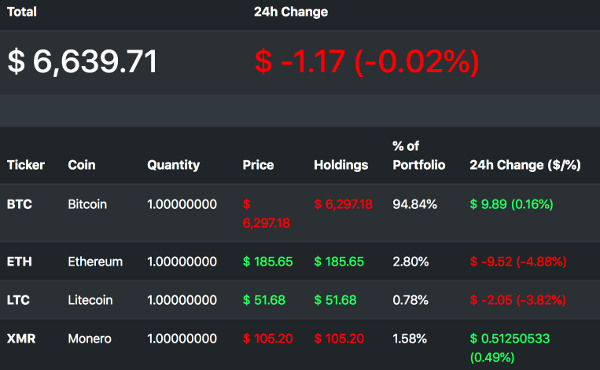 Total 24h Change
$ 6,639.71 $ -1.17 (-0.02%)
% of
Ticker Coin Quantity Price Holdings Portfolio 24h Change ($/%)
BTC Bitcoin 1.00000000 $ $ 6,297.18 94.84% $ 9.89 (0.16%)
6,297.18
ETH Ethereum 1.00000000 $ 185.65 $ 185.65 2.80% $ -9.52 (-4.88%)
LTC Litecoin 1.00000000 $ 51.68 $ 51.68 0.78% $ -2.05 (-3.82%)
XMR Monero 1.00000000 $ 105.20 $ 105.20 1.58% $ 0.51250533
(0.49%)